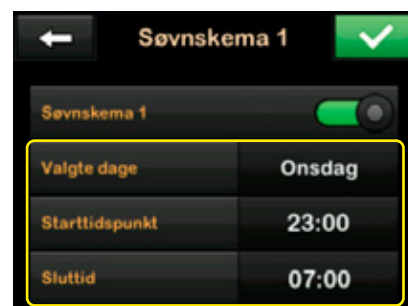 Søvnskema 1
Søvnskema 1
Valgte dage Onsdag
Starttidspunkt 23:00
Sluttid 07:00